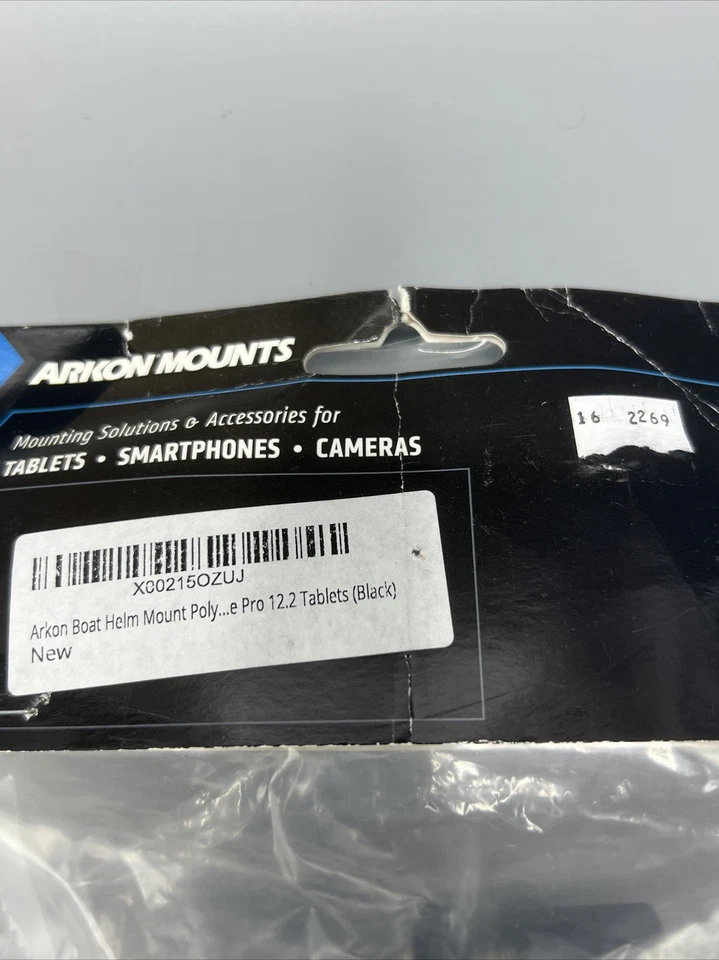 ARKON MOUNTS
Mounting Solutions & Accessories for
TABLETS • SMARTPHONES • CAMERAS
16 2269
X00215OZUJ
Arkon Boat Helm Mount Poly...e Pro 12.2 Tablets (Black)
New